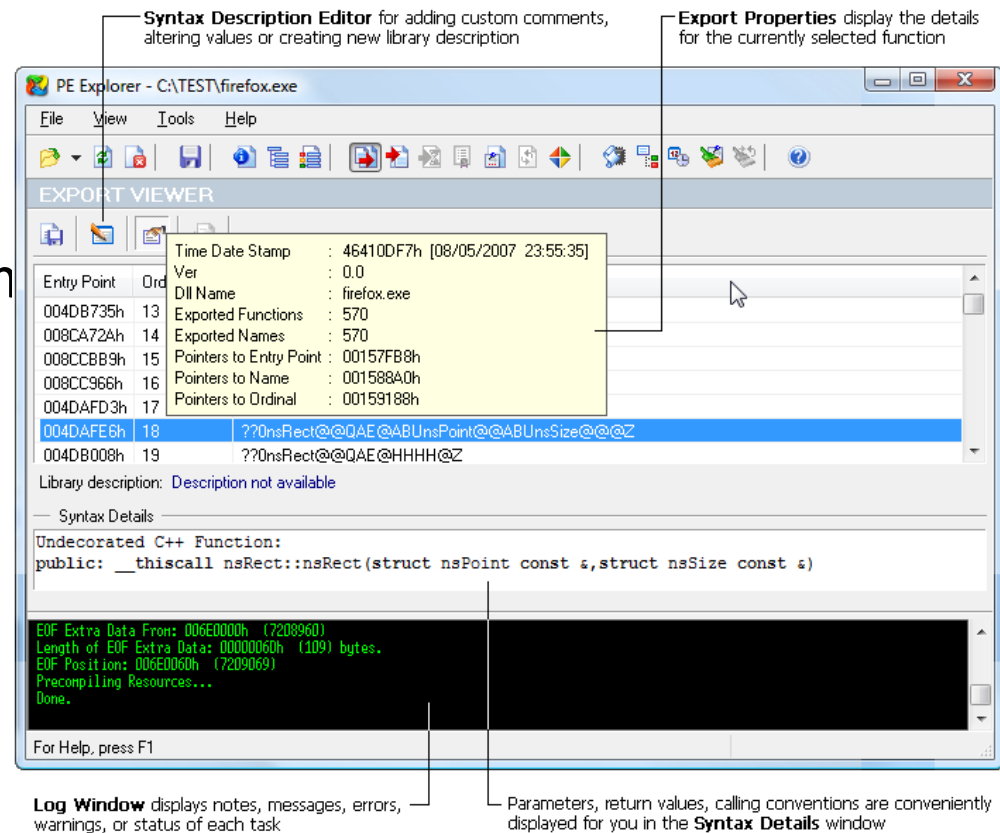 Syntax Description Editor for adding custom comments,
altering values or creating new library description
Export Properties display the details
for the currently selected function
PE Explorer - C:\TEST\firefox.exe
File View Tools Help
EXPORT VIEWER
Time Date Stamp : 46410DF7h [08/05/2007 23:55:35]
Ver : 0.0
Dll Name : firefox.exe
Exported Functions : 570
Exported Names : 570
Pointers to Entry Point : 00157FB8h
Pointers to Name : 001588A0h
Pointers to Ordinal : 00159188h
Entry Point Ord
004DB735h 13
008CA72Ah 14
008CCBB9h 15
008CC966h 16
004DAFD3h 17
004DAFE6h 18 ??0nsRect@@QAE@ABUnsPoint@@ABUnsSize@@@Z
004DB008h 19 ??0nsRect@@QAE@HHHH@Z
Library description: Description not available
Syntax Details
Undecorated C++ Function:
public: __thiscall nsRect::nsRect(struct nsPoint const &,struct nsSize const &)
EOF Extra Data From: 006E0000h (7208960)
Length of EOF Extra Data: 0000006Dh (109) bytes.
EOF Position: 006E006Dh (7209069)
Precompiling Resources...
Done.
For Help, press F1
Log Window displays notes, messages, errors,
warnings, or status of each task
Parameters, return values, calling conventions are conveniently
displayed for you in the Syntax Details window